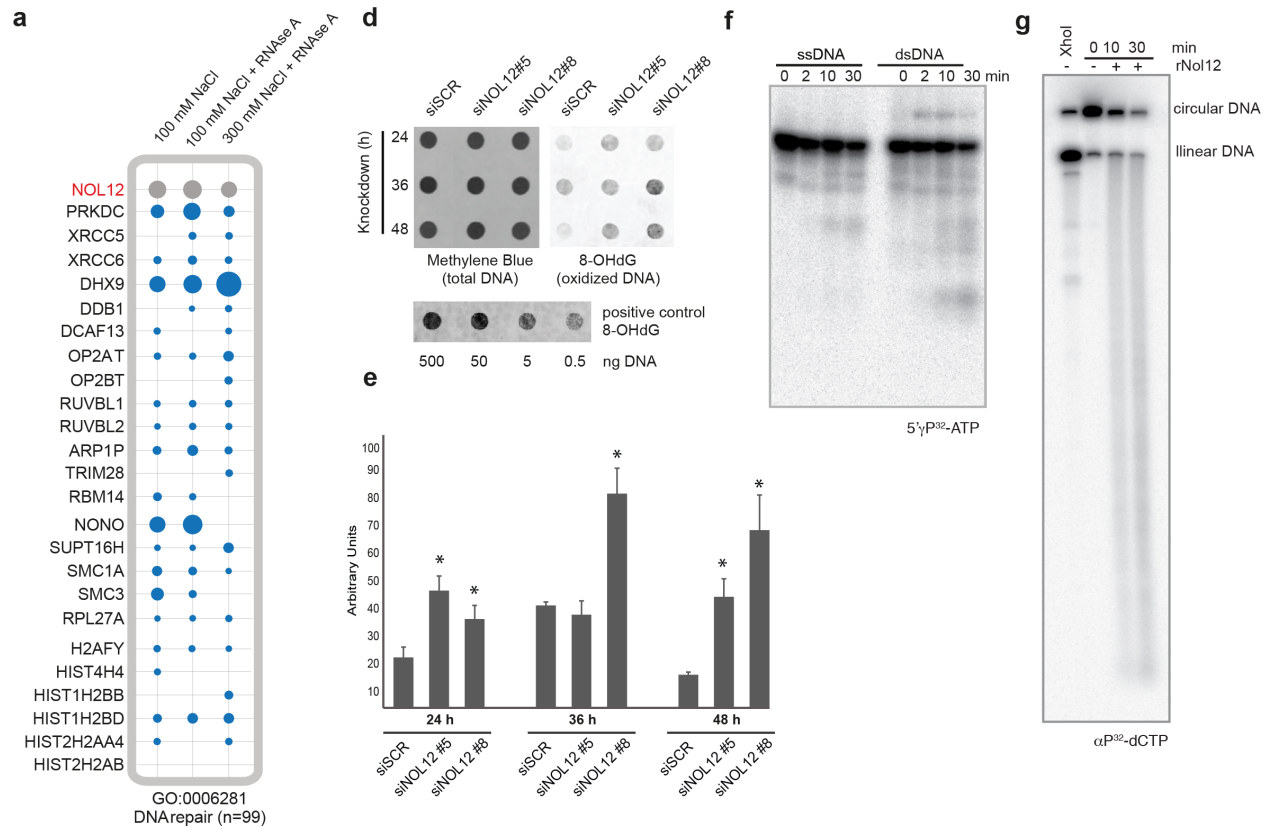 a
100 mM NaCl
100 mM NaCl + RNAse A
300 mM NaCl + RNAse A
NOL12
PRKDC
XRCC5
XRCC6
DHX9
DDB1
DCAF13
OP2AT
OP2BT
RUVBL1
RUVBL2
ARP1P
TRIM28
RBM14
NONO
SUPT16H
SMC1A
SMC3
RPL27A
H2AFY
HIST4H4
HIST1H2BB
HIST1H2BD
HIST2H2AA4
HIST2H2AB
GO:0006281
DNA repair (n=99)
d
siSCR siNOL12#5 siNOL12#8 siSCR siNOL12#5 siNOL12#8
Knockdown (h)
24
36
48
Methylene Blue
(total DNA)
8-OHdG
(oxidized DNA)
positive control
8-OHdG
500 50 5 0.5 ng DNA
e
Arbitrary Units
100
90
80
70
60
50
40
30
20
10
* * * * *
24 h 36 h 48 h
siSCR siNOL12 #5 siNOL12 #8 siSCR siNOL12 #5 siNOL12 #8 siSCR siNOL12 #5 siNOL12 #8
f
ssDNA dsDNA
0 2 10 30 0 2 10 30 min
5'γP32-ATP
g
XhoI 0 10 30 min
- - + + rNol12
circular DNA
llinear DNA
αP32-dCTP